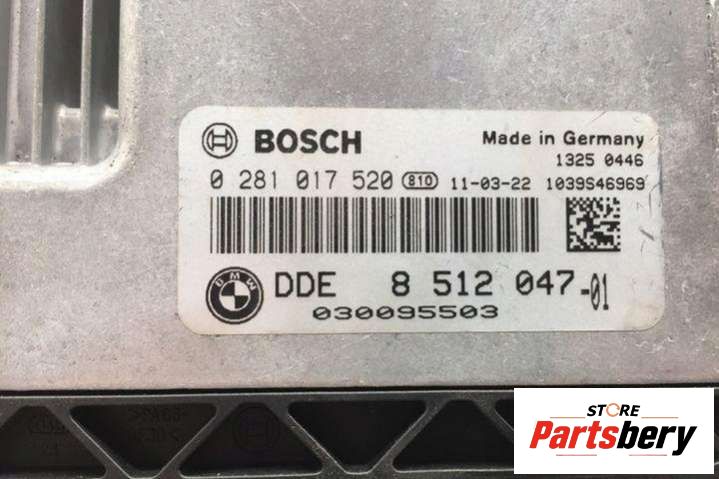 BOSCH
Made in Germany
1325 0446
0 281 017 520 810 11-03-22 1039S46969
BMW DDE 8 512 047-01
030095503
STORE
Partsbery